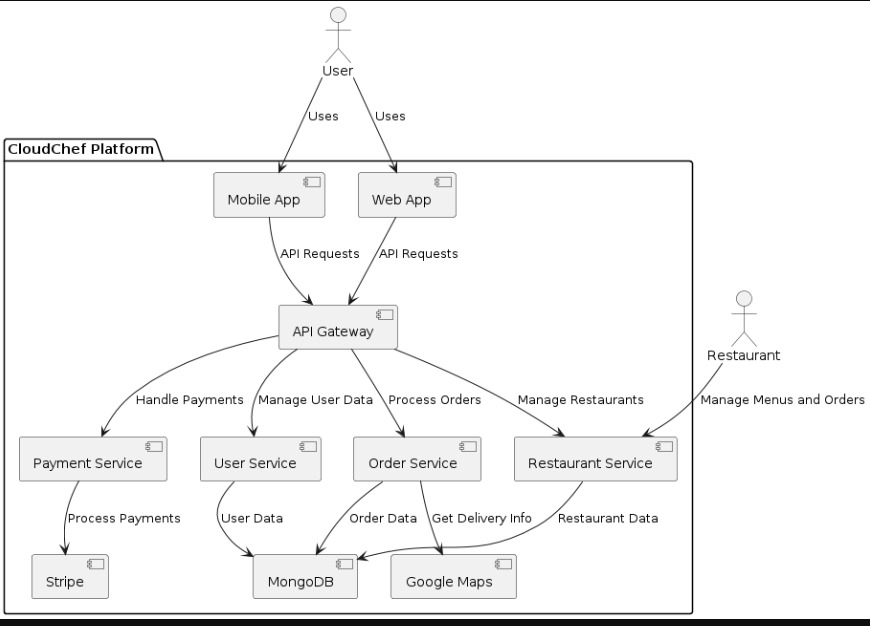 User
Uses
Uses
CloudChef Platform
Mobile App
Web App
API Requests
API Requests
API Gateway
Restaurant
Handle Payments
Manage User Data
Process Orders
Manage Restaurants
Manage Menus and Orders
Payment Service
User Service
Order Service
Restaurant Service
Process Payments
User Data
Order Data
Get Delivery Info
Restaurant Data
Stripe
MongoDB
Google Maps